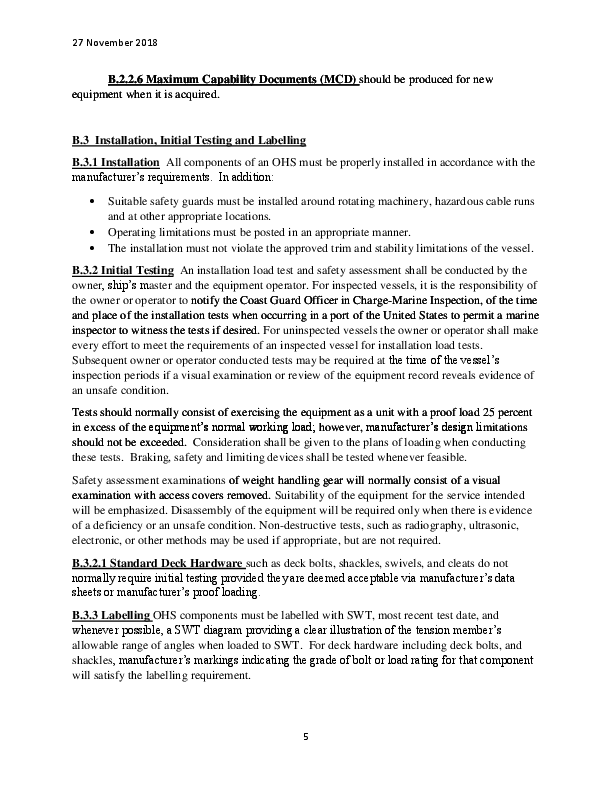 27 November 2018
B.2.2.6 Maximum Capability Documents (MCD) should be produced for new
equipment when it is acquired.
B.3  Installation, Initial Testing and Labelling
B.3.1 Installation  All components of an OHS must be properly installed in accordance with the
manufacturer's requirements.  In addition:
• Suitable safety guards must be installed around rotating machinery, hazardous cable runs
and at other appropriate locations.
• Operating limitations must be posted in an appropriate manner.
• The installation must not violate the approved trim and stability limitations of the vessel.
B.3.2 Initial Testing  An installation load test and safety assessment shall be conducted by the
owner, ship's master and the equipment operator. For inspected vessels, it is the responsibility of
the owner or operator to notify the Coast Guard Officer in Charge-Marine Inspection, of the time
and place of the installation tests when occurring in a port of the United States to permit a marine
inspector to witness the tests if desired. For uninspected vessels the owner or operator shall make
every effort to meet the requirements of an inspected vessel for installation load tests.
Subsequent owner or operator conducted tests may be required at the time of the vessel's
inspection periods if a visual examination or review of the equipment record reveals evidence of
an unsafe condition.
Tests should normally consist of exercising the equipment as a unit with a proof load 25 percent
in excess of the equipment's normal working load; however, manufacturer's design limitations
should not be exceeded.  Consideration shall be given to the plans of loading when conducting
these tests.  Braking, safety and limiting devices shall be tested whenever feasible.
Safety assessment examinations of weight handling gear will normally consist of a visual
examination with access covers removed. Suitability of the equipment for the service intended
will be emphasized. Disassembly of the equipment will be required only when there is evidence
of a deficiency or an unsafe condition. Non-destructive tests, such as radiography, ultrasonic,
electronic, or other methods may be used if appropriate, but are not required.
B.3.2.1 Standard Deck Hardware such as deck bolts, shackles, swivels, and cleats do not
normally require initial testing provided they are deemed acceptable via manufacturer's data
sheets or manufacturer's proof loading.
B.3.3 Labelling OHS components must be labelled with SWT, most recent test date, and
whenever possible, a SWT diagram providing a clear illustration of the tension member's
allowable range of angles when loaded to SWT.  For deck hardware including deck bolts, and
shackles, manufacturer's markings indicating the grade of bolt or load rating for that component
will satisfy the labelling requirement.
5